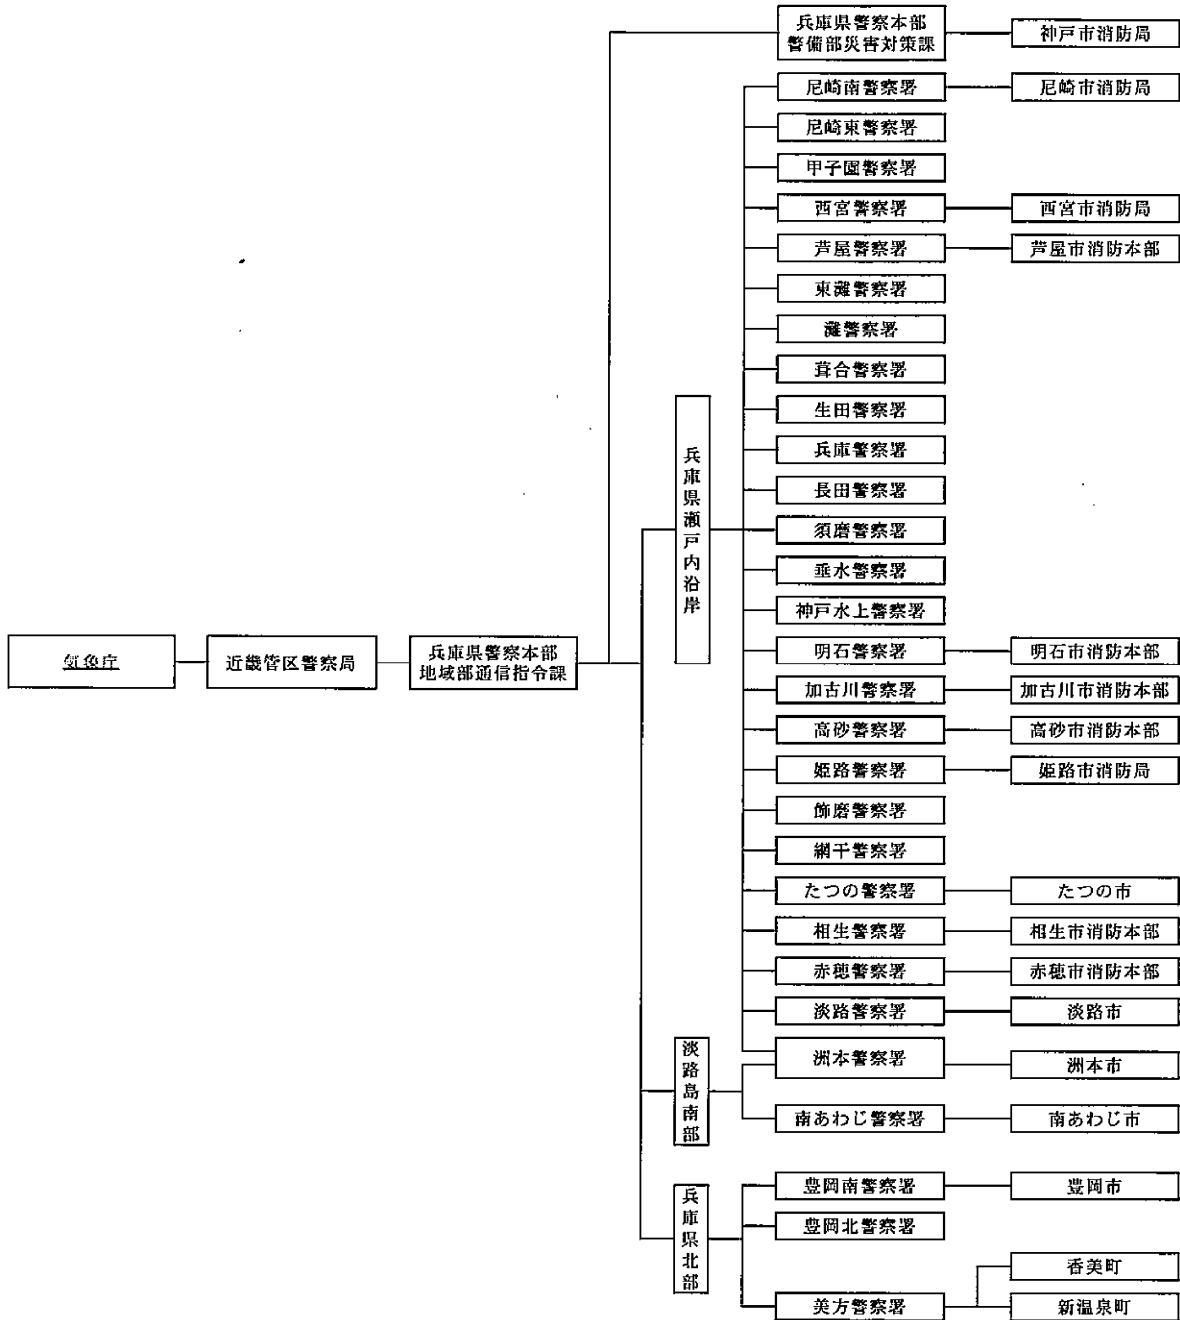 気象庁
近畿管区警察局
兵庫県警察本部
地域部通信指令課
兵庫県警察本部
警備部災害対策課
神戸市消防局
兵庫県瀬戸内沿岸
尼崎南警察署
尼崎市消防局
尼崎東警察署
甲子園警察署
西宮警察署
西宮市消防局
芦屋警察署
芦屋市消防本部
東灘警察署
灘警察署
葺合警察署
生田警察署
兵庫警察署
長田警察署
須磨警察署
垂水警察署
神戸水上警察署
明石警察署
明石市消防本部
加古川警察署
加古川市消防本部
高砂警察署
高砂市消防本部
姫路警察署
姫路市消防局
飾磨警察署
網干警察署
たつの警察署
たつの市
相生警察署
相生市消防本部
赤穂警察署
赤穂市消防本部
淡路警察署
淡路市
淡路島南部
洲本警察署
洲本市
南あわじ警察署
南あわじ市
兵庫県北部
豊岡南警察署
豊岡市
豊岡北警察署
美方警察署
香美町
新温泉町